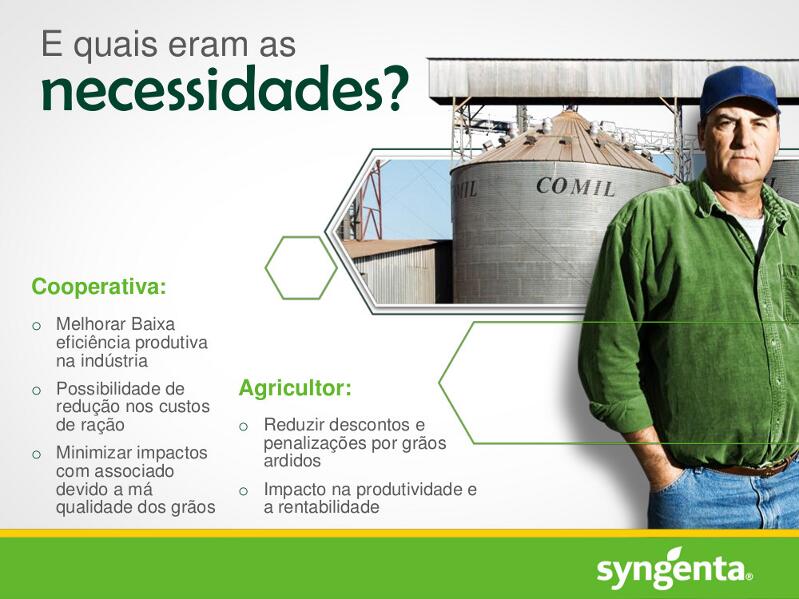 E quais eram as
necessidades?
COMIL
Cooperativa:
o Melhorar Baixa
eficiência produtiva
na indústria
o Possibilidade de
redução nos custos
de ração
o Minimizar impactos
com associado
devido a má
qualidade dos grãos
Agricultor:
o Reduzir descontos e
penalizações por grãos
ardidos
o Impacto na produtividade e
a rentabilidade
syngenta®